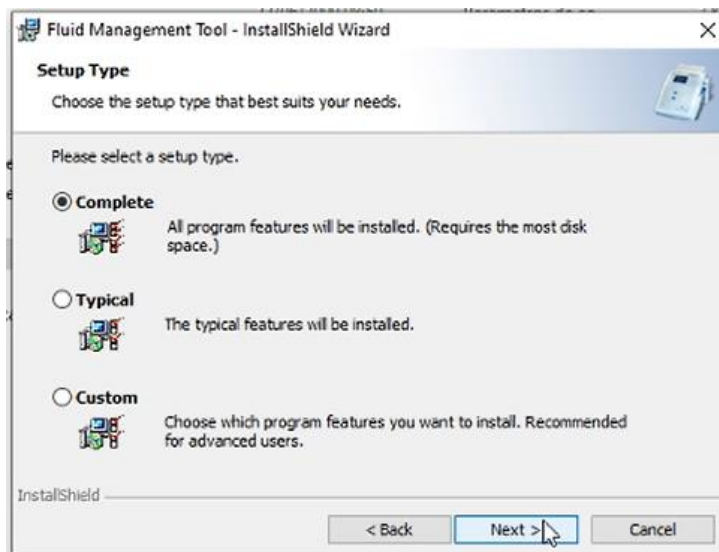 Fluid Management Tool - InstallShield Wizard
Setup Type
Choose the setup type that best suits your needs.
Please select a setup type.
Complete
All program features will be installed. (Requires the most disk
space.)
Typical
The typical features will be installed.
Custom
Choose which program features you want to install. Recommended
for advanced users.
InstallShield
< Back
Next >
Cancel